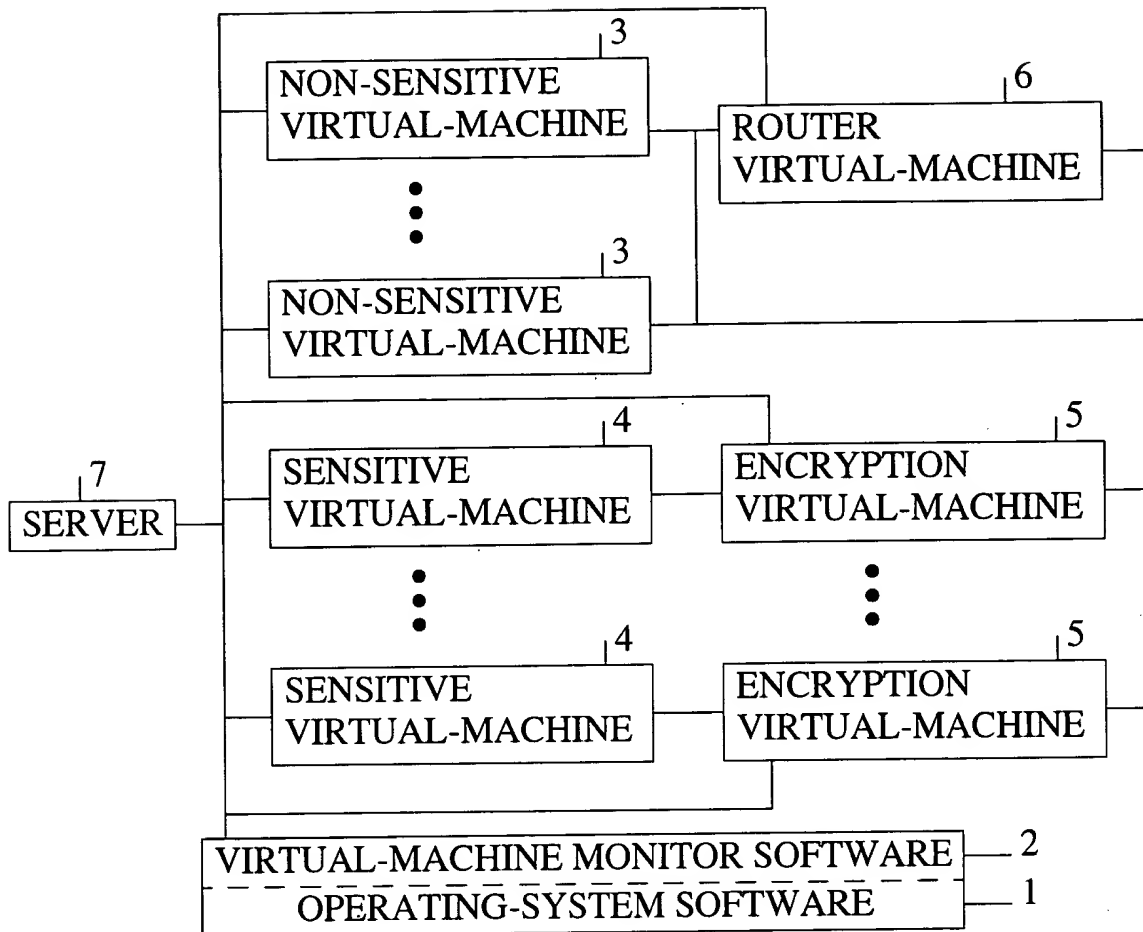 3
NON-SENSITIVE
VIRTUAL-MACHINE
6
ROUTER
VIRTUAL-MACHINE
3
NON-SENSITIVE
VIRTUAL-MACHINE
4
SENSITIVE
VIRTUAL-MACHINE
5
ENCRYPTION
VIRTUAL-MACHINE
7
SERVER
4
SENSITIVE
VIRTUAL-MACHINE
5
ENCRYPTION
VIRTUAL-MACHINE
VIRTUAL-MACHINE MONITOR SOFTWARE 2
OPERATING-SYSTEM SOFTWARE 1